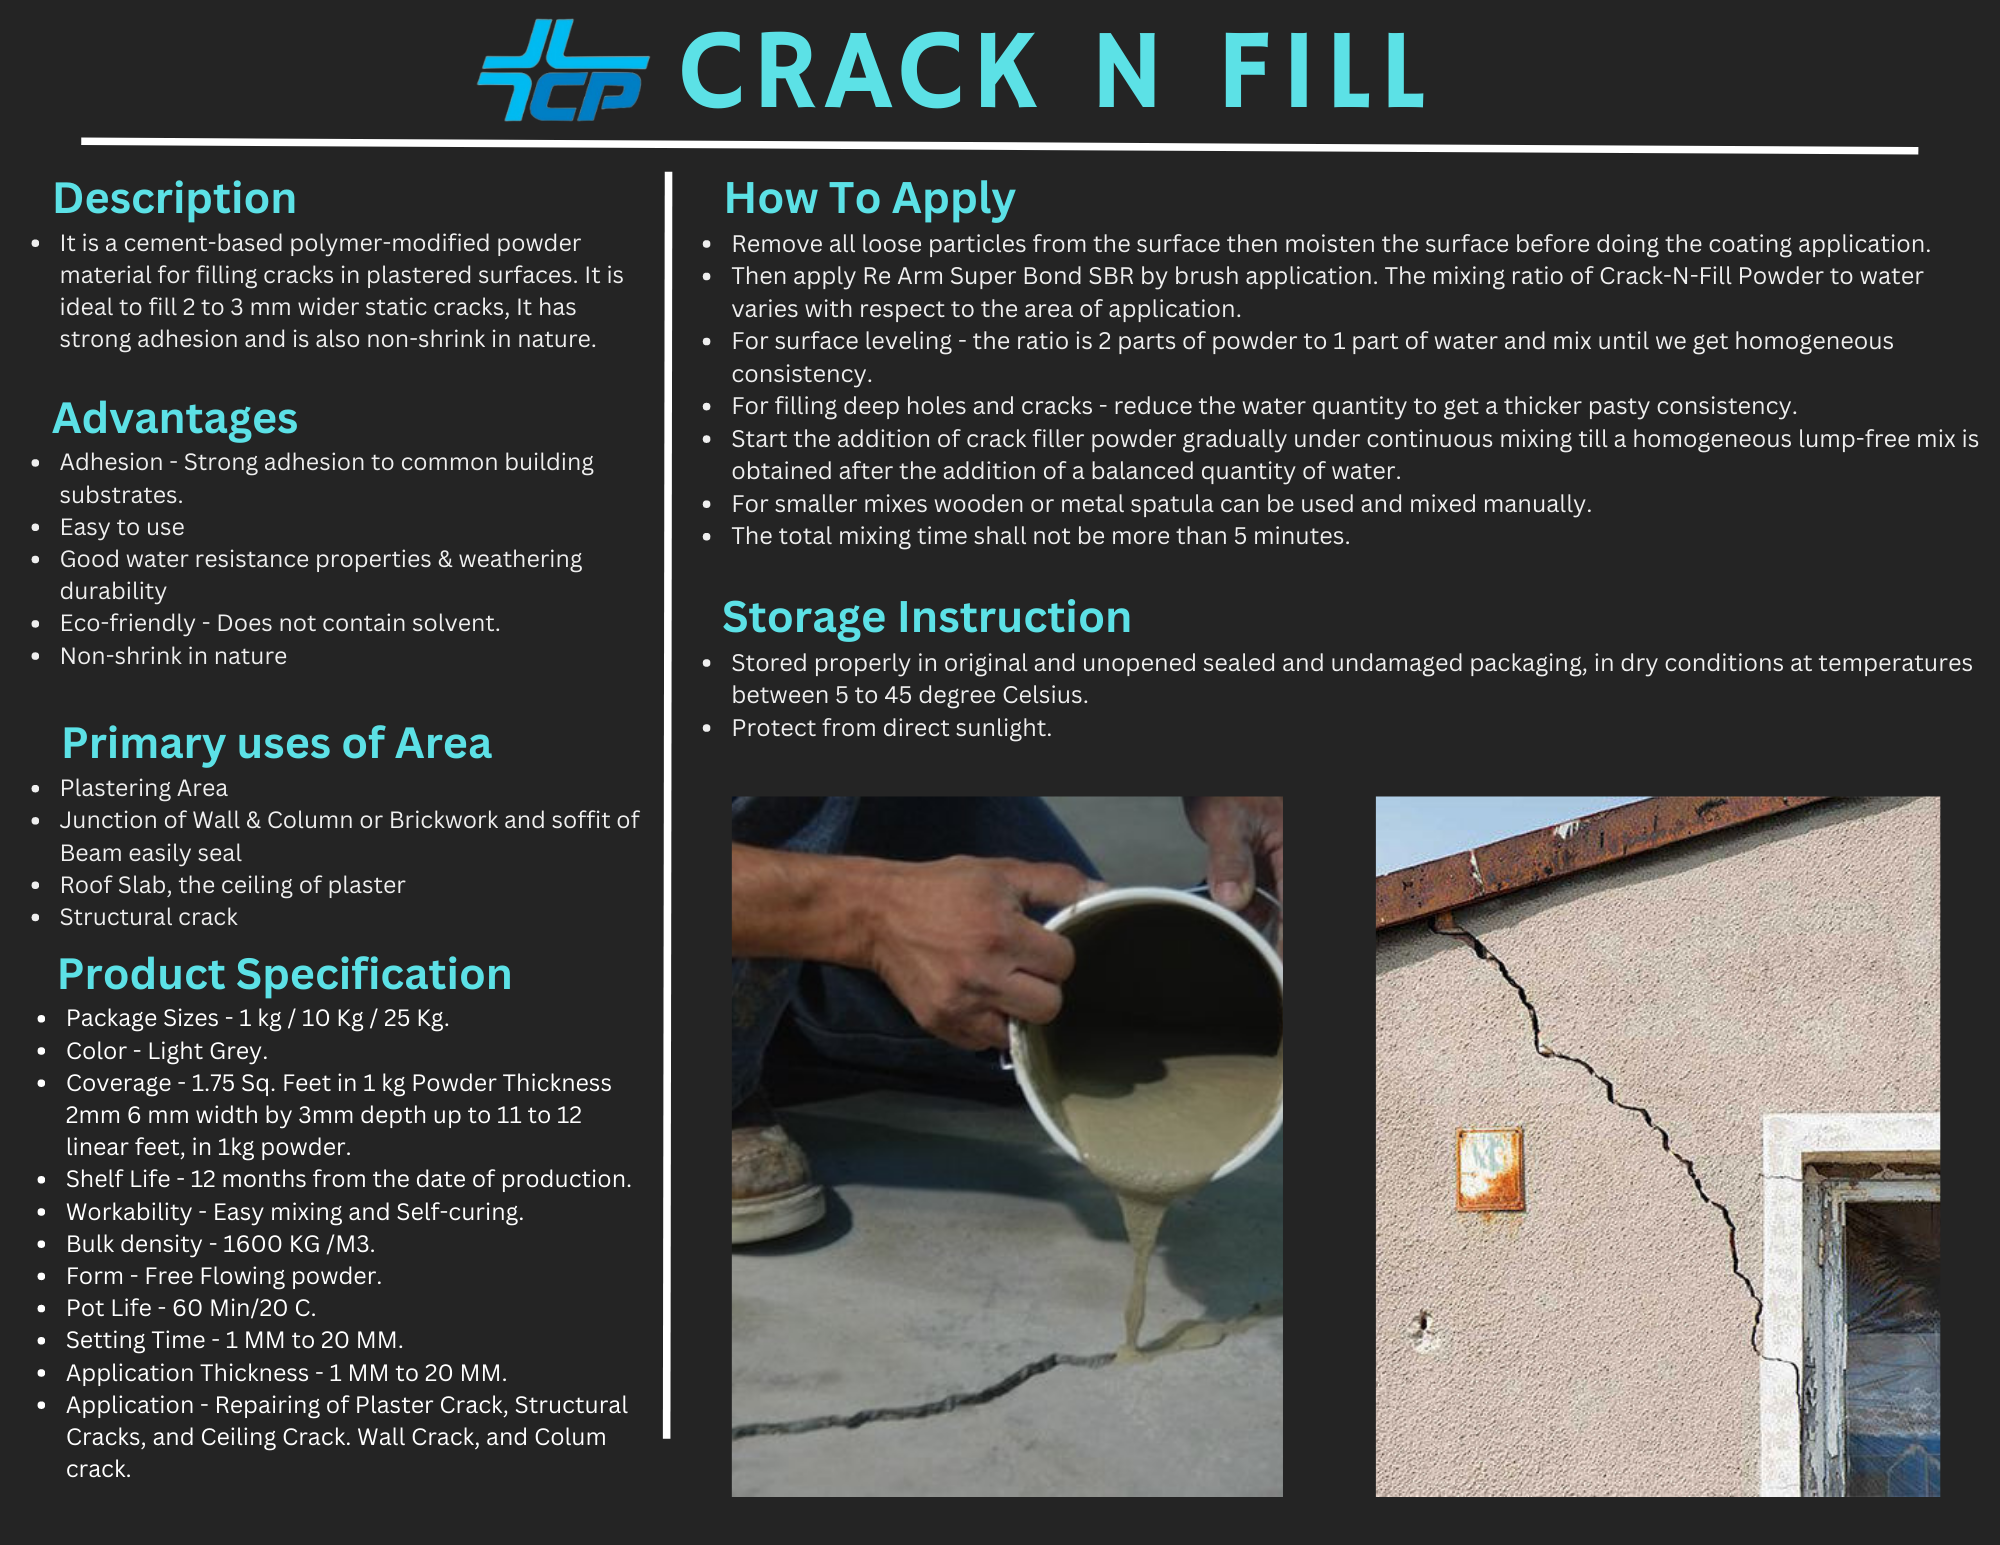 CP CRACK N FILL
Description
• It is a cement-based polymer-modified powder
material for filling cracks in plastered surfaces. It is
ideal to fill 2 to 3 mm wider static cracks, It has
strong adhesion and is also non-shrink in nature.
Advantages
• Adhesion - Strong adhesion to common building
substrates.
• Easy to use
• Good water resistance properties & weathering
durability
• Eco-friendly - Does not contain solvent.
• Non-shrink in nature
Primary uses of Area
• Plastering Area
• Junction of Wall & Column or Brickwork and soffit of
Beam easily seal
• Roof Slab, the ceiling of plaster
• Structural crack
Product Specification
• Package Sizes - 1 kg / 10 Kg / 25 Kg.
• Color - Light Grey.
• Coverage - 1.75 Sq. Feet in 1 kg Powder Thickness
2mm 6 mm width by 3mm depth up to 11 to 12
linear feet, in 1kg powder.
• Shelf Life - 12 months from the date of production.
• Workability - Easy mixing and Self-curing.
• Bulk density - 1600 KG /M3.
• Form - Free Flowing powder.
• Pot Life - 60 Min/20 C.
• Setting Time - 1 MM to 20 MM.
• Application Thickness - 1 MM to 20 MM.
• Application - Repairing of Plaster Crack, Structural
Cracks, and Ceiling Crack. Wall Crack, and Colum
crack.
How To Apply
• Remove all loose particles from the surface then moisten the surface before doing the coating application.
• Then apply Re Arm Super Bond SBR by brush application. The mixing ratio of Crack-N-Fill Powder to water
varies with respect to the area of application.
• For surface leveling - the ratio is 2 parts of powder to 1 part of water and mix until we get homogeneous
consistency.
• For filling deep holes and cracks - reduce the water quantity to get a thicker pasty consistency.
• Start the addition of crack filler powder gradually under continuous mixing till a homogeneous lump-free mix is
obtained after the addition of a balanced quantity of water.
• For smaller mixes wooden or metal spatula can be used and mixed manually.
• The total mixing time shall not be more than 5 minutes.
Storage Instruction
• Stored properly in original and unopened sealed and undamaged packaging, in dry conditions at temperatures
between 5 to 45 degree Celsius.
• Protect from direct sunlight.